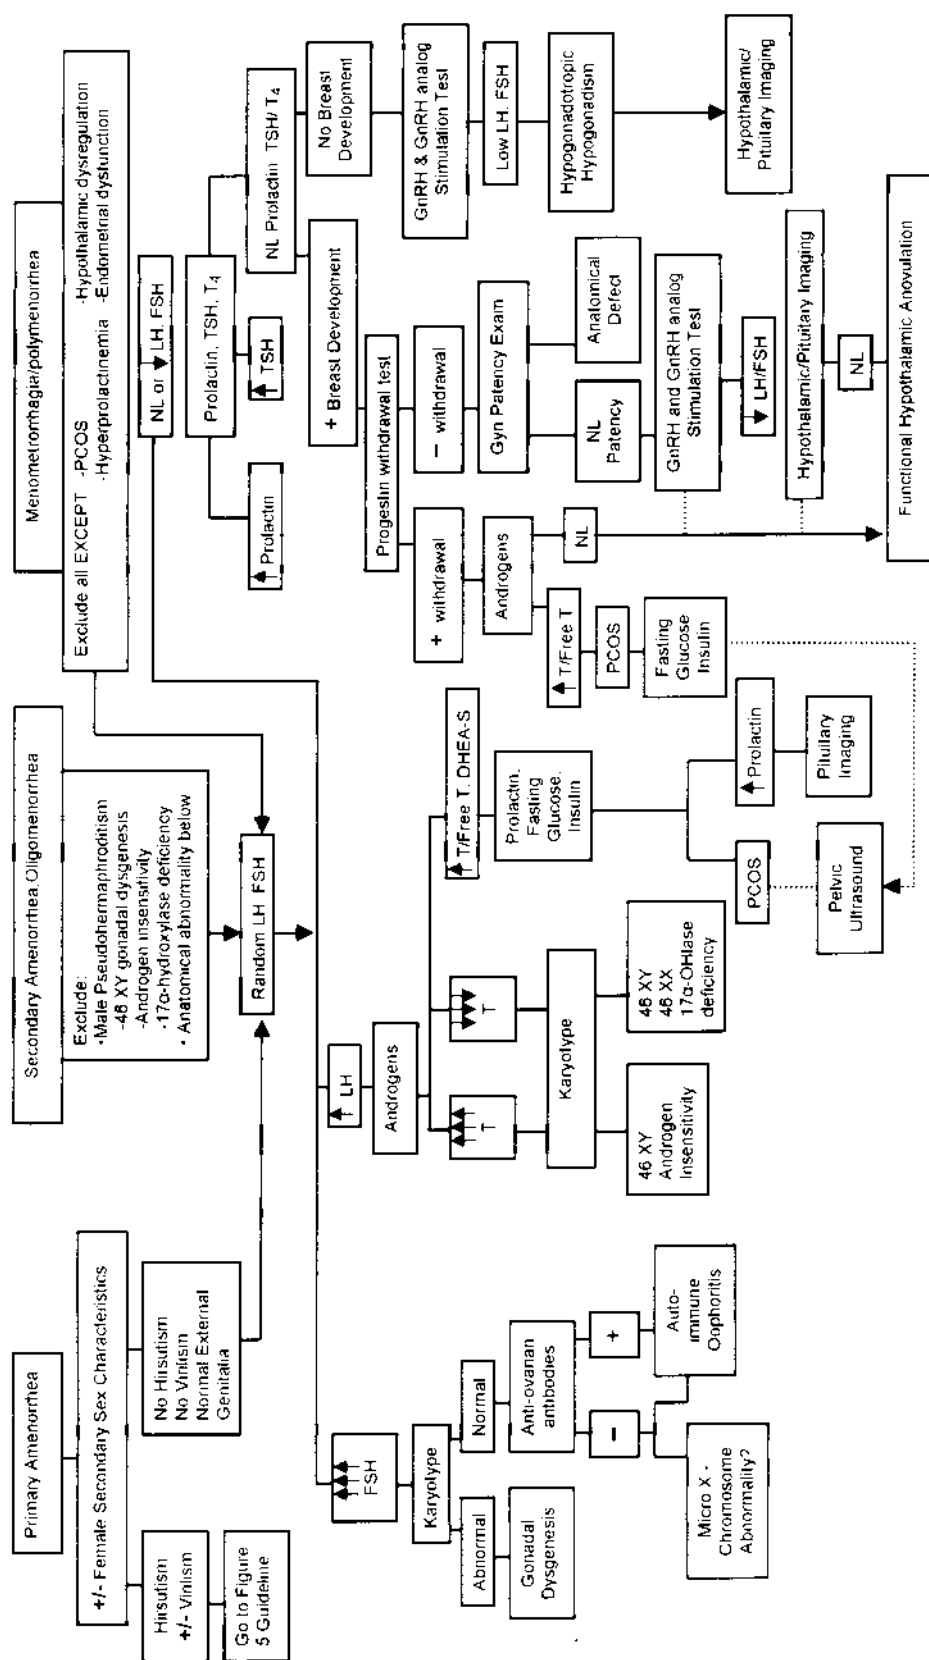 Primary Amenorrhea
+/- Female Secondary Sex Characteristics
Hirsutism
+/- Virilism
Go to Figure
5 Guideline
No Hirsutism
No Virilism
Normal External
Genitalia
Secondary Amenorrhea, Oligomenorrhea
Exclude:
·Male Pseudohermaphroditism
-46 XY gonadal dysgenesis
-Androgen insensitivity
·17α-hydroxylase deficiency
· Anatomical abnormality below
Menometrorrhagia/polymenorrhea
Exclude all EXCEPT -PCOS -Hypothalamic dysregulation
-Hyperprolactinemia -Endometrial dysfunction
Random LH, FSH
↑↑↑
FSH
Karyotype
Abnormal
Normal
Gonadal
Dysgenesis
Anti-ovarian
antibodies
−
+
Micro X -
Chromosome
Abnormality?
Auto-
immune
Oophoritis
↑ LH
Androgens
↑↑↑
T
↓↓↓
T
Karyotype
46 XY
Androgen
Insensitivity
46 XY
46 XX
17α-OHlase
deficiency
↑ T/Free T, DHEA-S
Prolactin,
Fasting
Glucose,
Insulin
PCOS
↑ Prolactin
Pelvic
Ultrasound
Pituitary
Imaging
NL or ↓ LH, FSH
Prolactin, TSH, T4
↑ Prolactin
↑ TSH
NL Prolactin TSH/ T4
+ Breast Development
No Breast
Development
Progestin withdrawal test
+ withdrawal
− withdrawal
Androgens
↑ T/Free T
NL
PCOS
Fasting
Glucose
Insulin
Gyn Patency Exam
NL
Patency
Anatomical
Defect
GnRH and GnRH analog
Stimulation Test
↓ LH/FSH
Hypothalamic/Pituitary Imaging
NL
Functional Hypothalamic Anovulation
GnRH & GnRH analog
Stimulation Test
Low LH, FSH
Hypogonadotropic
Hypogonadism
Hypothalamic/
Pituitary Imaging